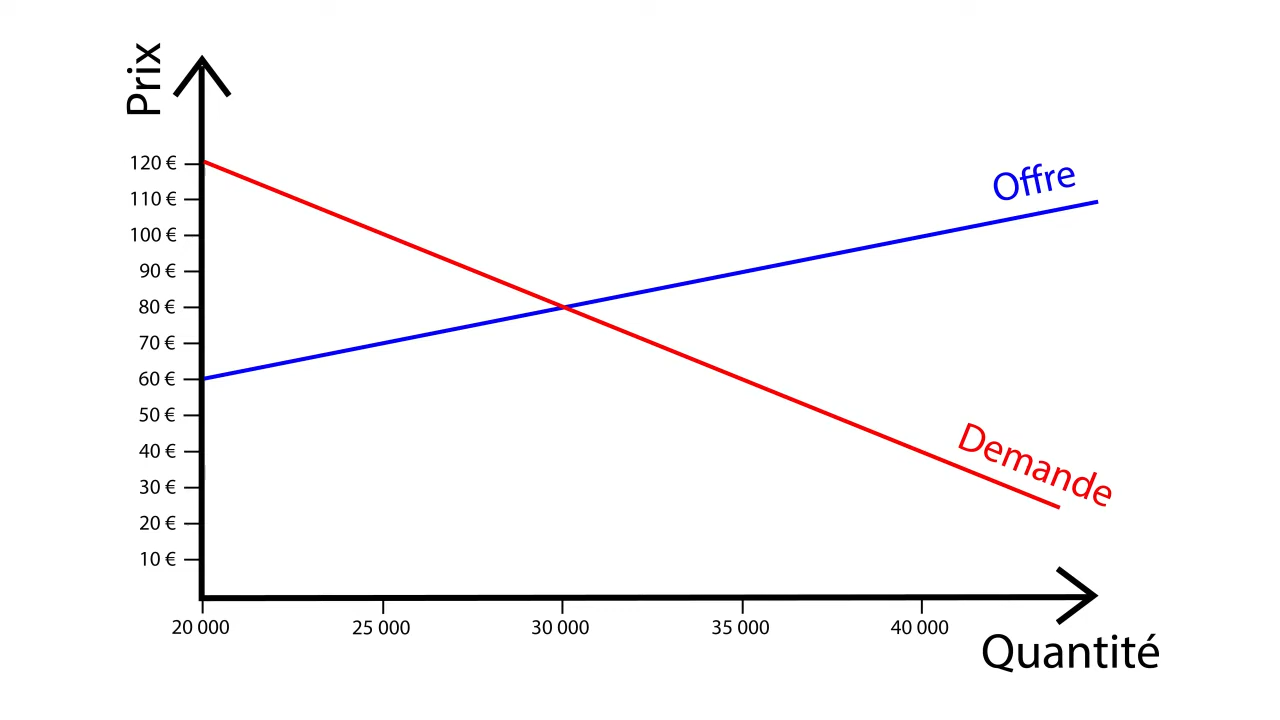 Prix
120 €
110 €
100 €
90 €
80 €
70 €
60 €
50 €
40 €
30 €
20 €
10 €
Offre
Demande
20 000 25 000 30 000 35 000 40 000
Quantité